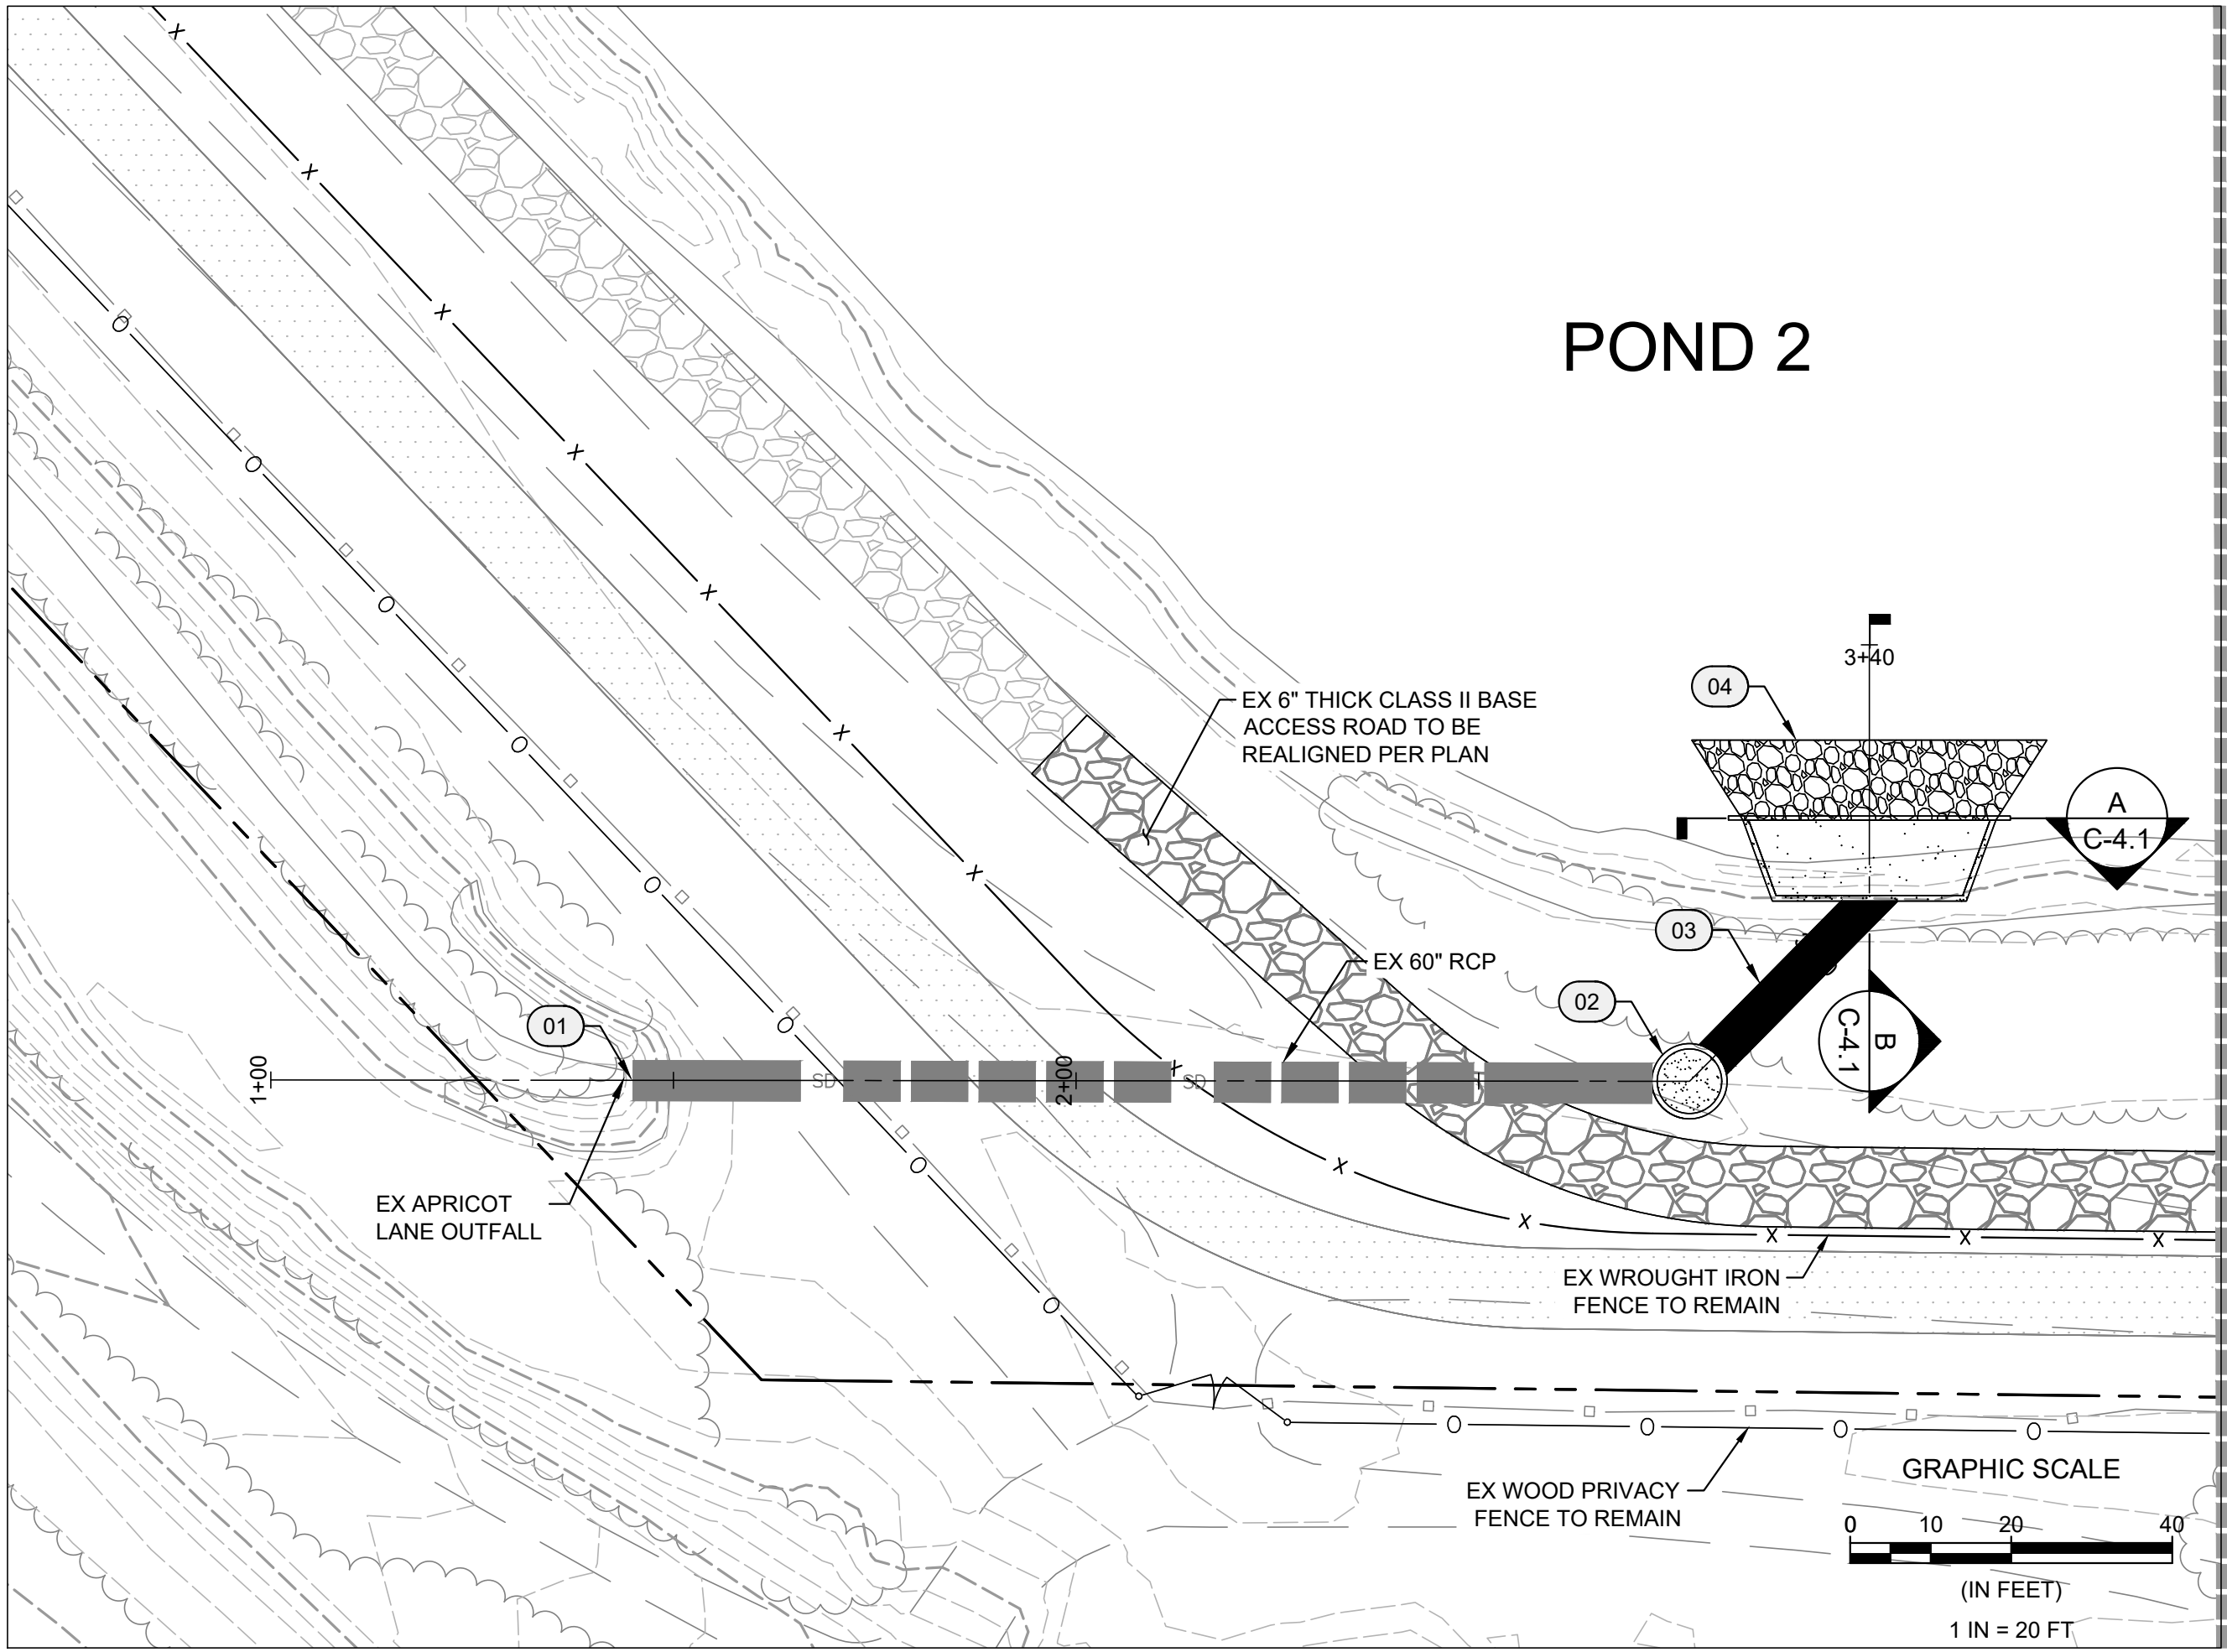 POND 2
3+40
04
EX 6" THICK CLASS II BASE
ACCESS ROAD TO BE
REALIGNED PER PLAN
A
C-4.1
03
EX 60" RCP
02
B
C-4.1
01
1+00
SD
2+00
SD
EX APRICOT
LANE OUTFALL
X
X
X
X
X
X
X
X
X
X
X
X
X
O
O
O
O
O
O
O
O
O
O
O
O
O
EX WROUGHT IRON
FENCE TO REMAIN
EX WOOD PRIVACY
FENCE TO REMAIN
GRAPHIC SCALE
0 10 20 40
(IN FEET)
1 IN = 20 FT